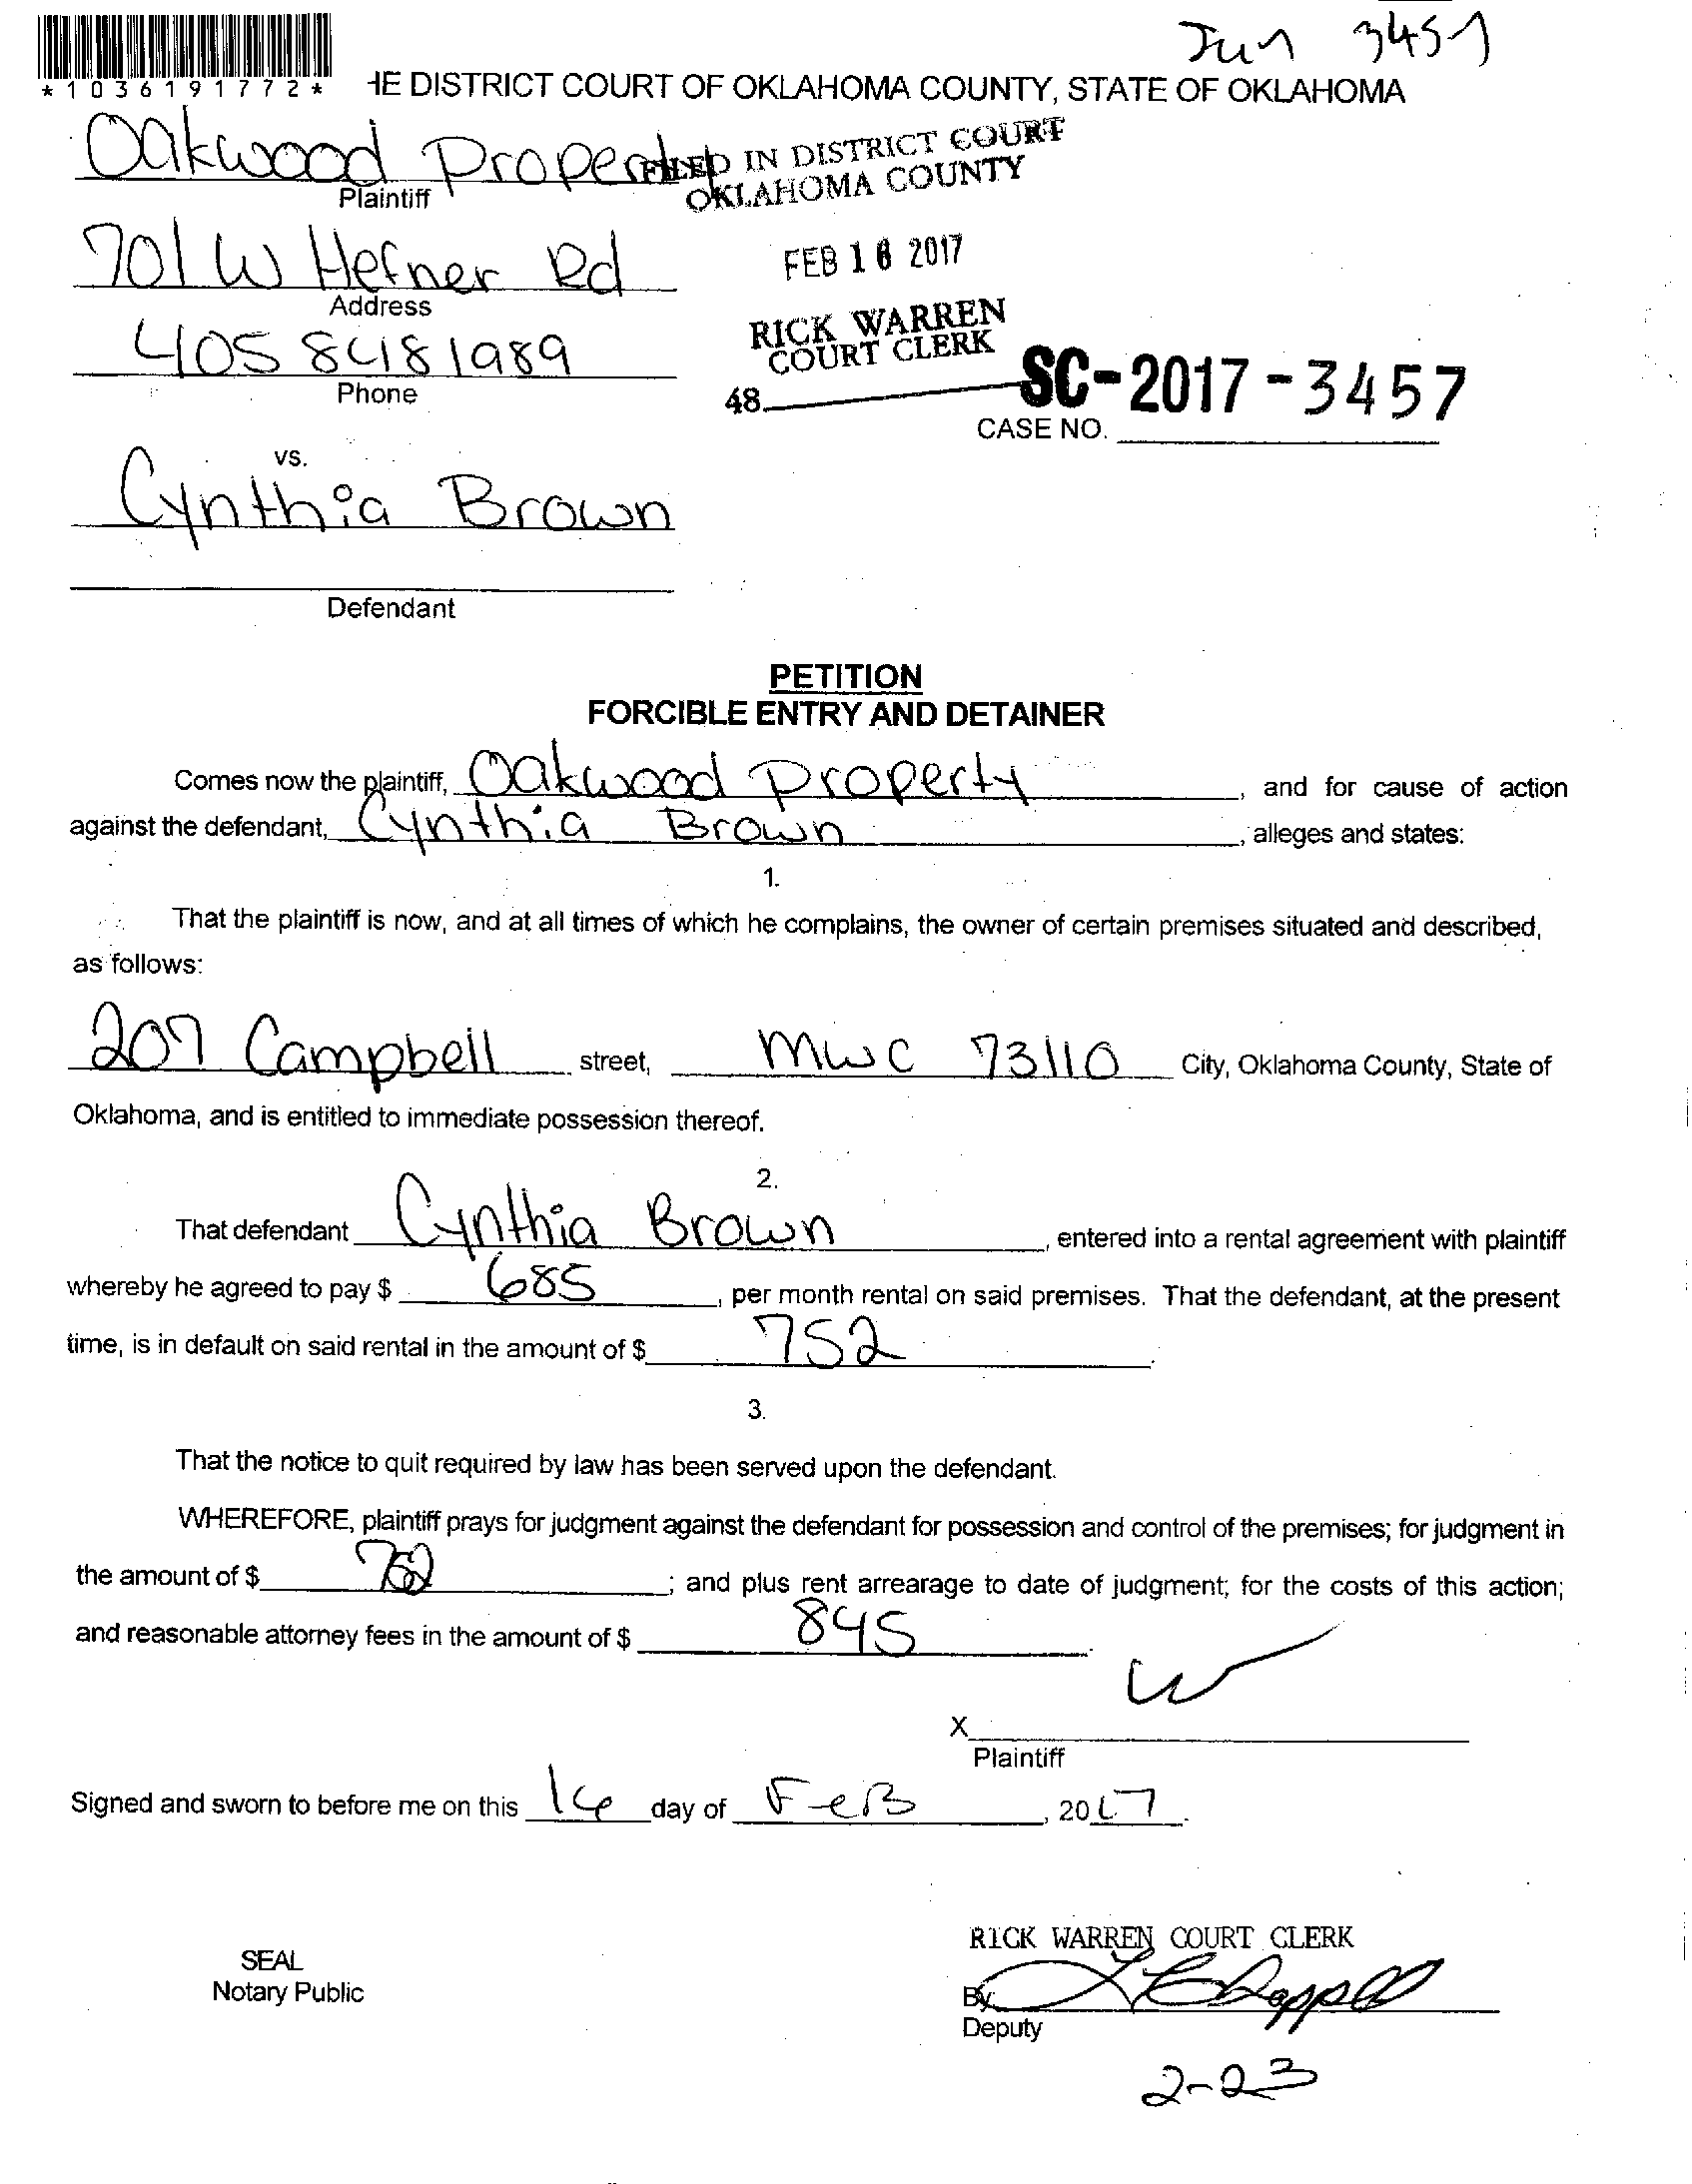 Jun 3457
*1036191772*
HE DISTRICT COURT OF OKLAHOMA COUNTY, STATE OF OKLAHOMA
Oakwood Property
FILED IN DISTRICT COURT
Plaintiff
OKLAHOMA COUNTY
701 W Hefner Rd
FEB 16 2017
Address
RICK WARREN
COURT CLERK
405 8481989
Phone
48
SC-2017-3457
CASE NO.
vs.
Cynthia Brown
Defendant
PETITION
FORCIBLE ENTRY AND DETAINER
Comes now the plaintiff, Oakwood Property, and for cause of action
against the defendant, Cynthia Brown, alleges and states:
1.
That the plaintiff is now, and at all times of which he complains, the owner of certain premises situated and described,
as follows:
207 Campbell street, MWC 73110 City, Oklahoma County, State of
Oklahoma, and is entitled to immediate possession thereof.
2.
That defendant Cynthia Brown, entered into a rental agreement with plaintiff
whereby he agreed to pay $ 685, per month rental on said premises. That the defendant, at the present
time, is in default on said rental in the amount of $ 752.
3.
That the notice to quit required by law has been served upon the defendant.
WHEREFORE, plaintiff prays for judgment against the defendant for possession and control of the premises; for judgment in
the amount of $ 752; and plus rent arrearage to date of judgment; for the costs of this action;
and reasonable attorney fees in the amount of $ 845.
X
Plaintiff
Signed and sworn to before me on this 16 day of FeB, 2017.
RICK WARREN COURT CLERK
SEAL
Notary Public
By: L Chappell
Deputy
2-23